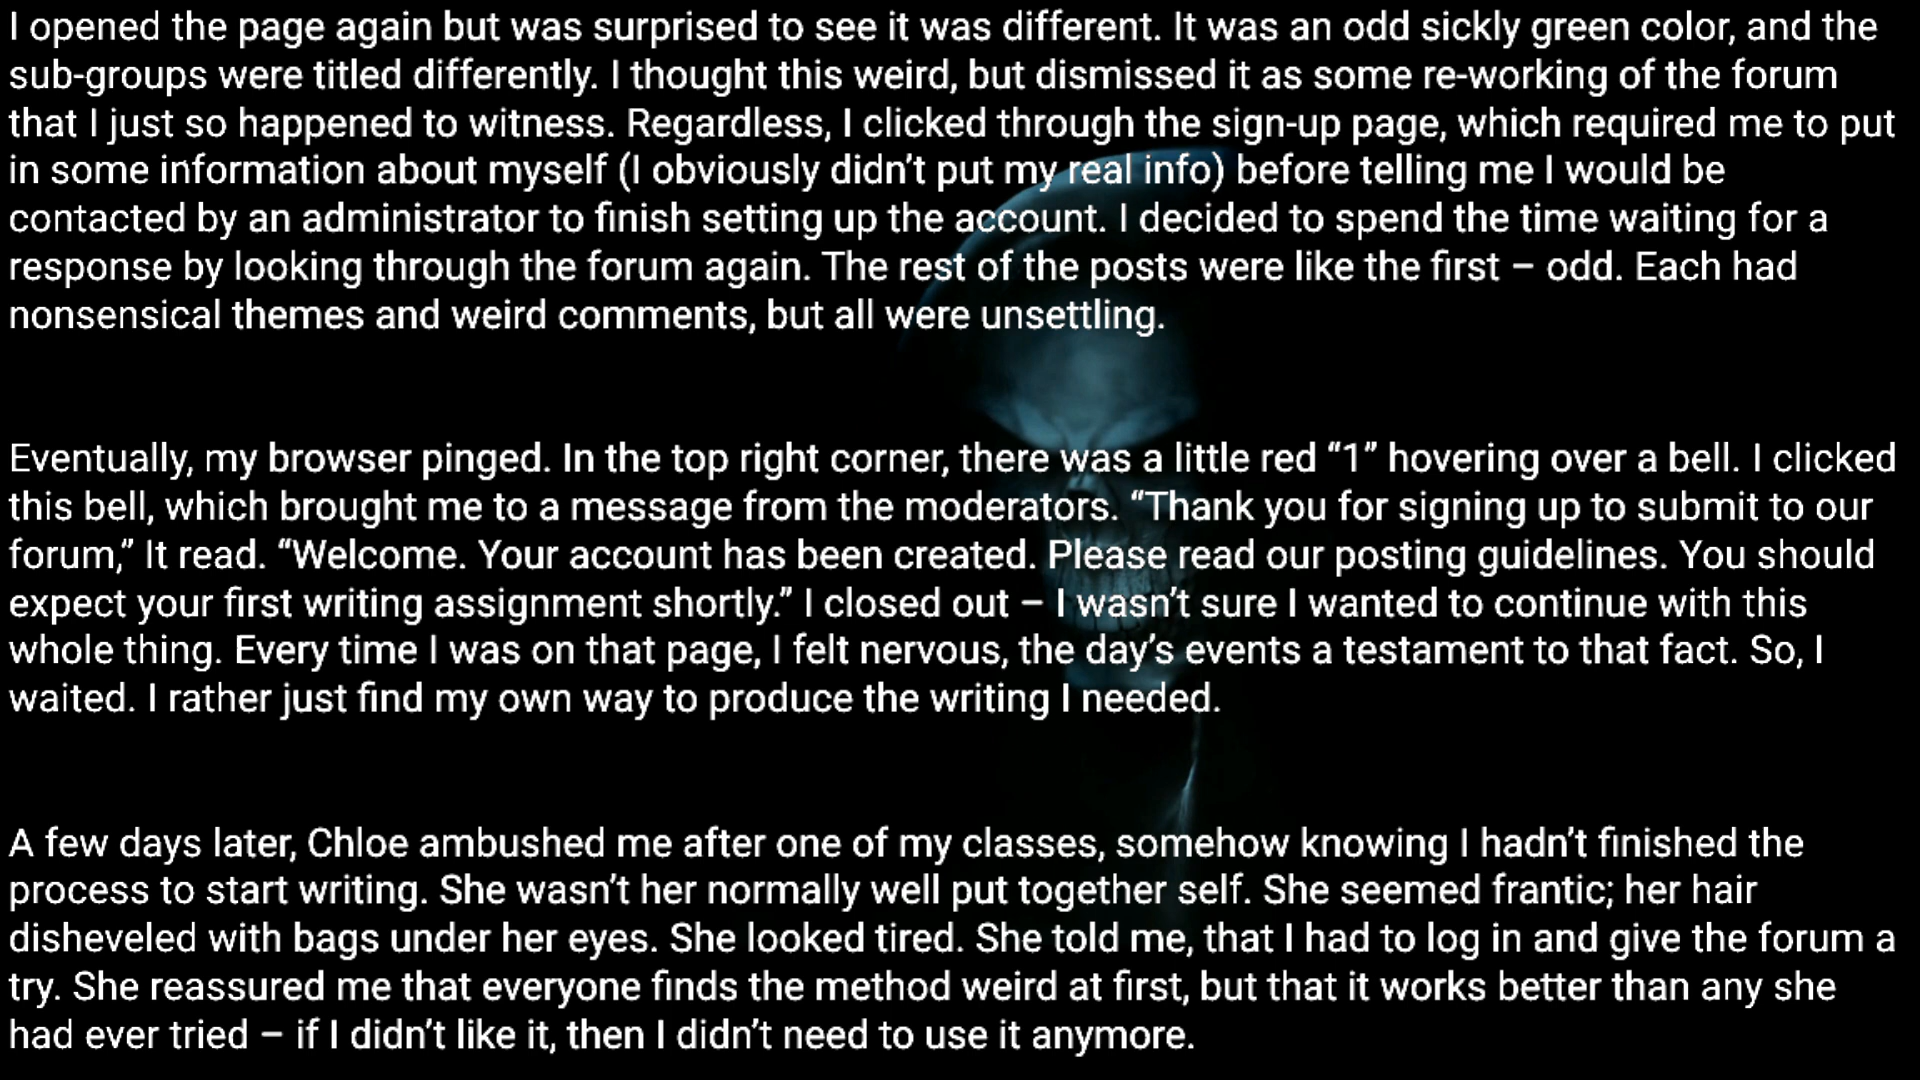 I opened the page again but was surprised to see it was different. It was an odd sickly green color, and the
sub-groups were titled differently. I thought this weird, but dismissed it as some re-working of the forum
that I just so happened to witness. Regardless, I clicked through the sign-up page, which required me to put
in some information about myself (I obviously didn’t put my real info) before telling me I would be
contacted by an administrator to finish setting up the account. I decided to spend the time waiting for a
response by looking through the forum again. The rest of the posts were like the first – odd. Each had
nonsensical themes and weird comments, but all were unsettling.
Eventually, my browser pinged. In the top right corner, there was a little red “1” hovering over a bell. I clicked
this bell, which brought me to a message from the moderators. “Thank you for signing up to submit to our
forum,” It read. “Welcome. Your account has been created. Please read our posting guidelines. You should
expect your first writing assignment shortly.” I closed out – I wasn’t sure I wanted to continue with this
whole thing. Every time I was on that page, I felt nervous, the day’s events a testament to that fact. So, I
waited. I rather just find my own way to produce the writing I needed.
A few days later, Chloe ambushed me after one of my classes, somehow knowing I hadn’t finished the
process to start writing. She wasn’t her normally well put together self. She seemed frantic; her hair
disheveled with bags under her eyes. She looked tired. She told me, that I had to log in and give the forum a
try. She reassured me that everyone finds the method weird at first, but that it works better than any she
had ever tried – if I didn’t like it, then I didn’t need to use it anymore.